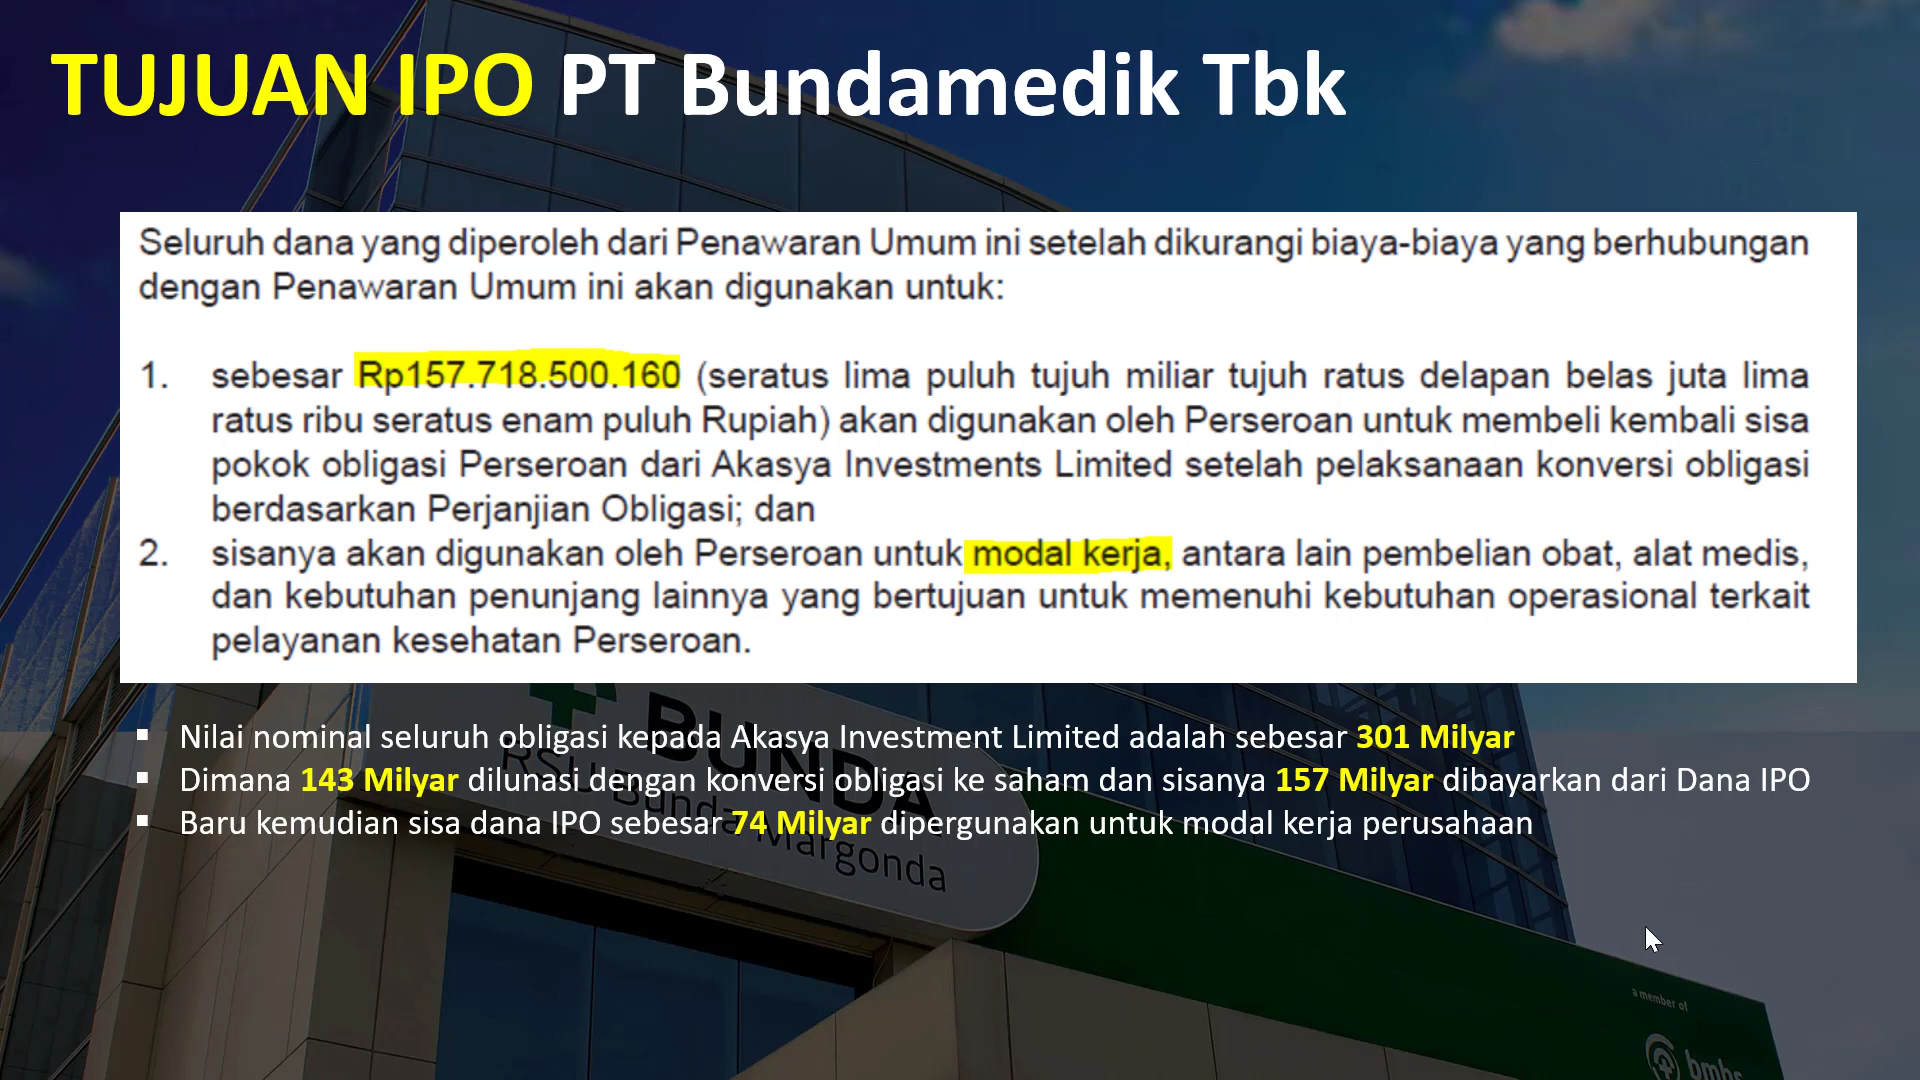 TUJUAN IPO PT Bundamedik Tbk
Seluruh dana yang diperoleh dari Penawaran Umum ini setelah dikurangi biaya-biaya yang berhubungan
dengan Penawaran Umum ini akan digunakan untuk:
1. sebesar Rp157.718.500.160 (seratus lima puluh tujuh miliar tujuh ratus delapan belas juta lima
ratus ribu seratus enam puluh Rupiah) akan digunakan oleh Perseroan untuk membeli kembali sisa
pokok obligasi Perseroan dari Akasya Investments Limited setelah pelaksanaan konversi obligasi
berdasarkan Perjanjian Obligasi; dan
2. sisanya akan digunakan oleh Perseroan untuk modal kerja, antara lain pembelian obat, alat medis,
dan kebutuhan penunjang lainnya yang bertujuan untuk memenuhi kebutuhan operasional terkait
pelayanan kesehatan Perseroan.
▪ Nilai nominal seluruh obligasi kepada Akasya Investment Limited adalah sebesar 301 Milyar
▪ Dimana 143 Milyar dilunasi dengan konversi obligasi ke saham dan sisanya 157 Milyar dibayarkan dari Dana IPO
▪ Baru kemudian sisa dana IPO sebesar 74 Milyar dipergunakan untuk modal kerja perusahaan
BUNDA
RSU Bunda Margonda
a member of
bmhs